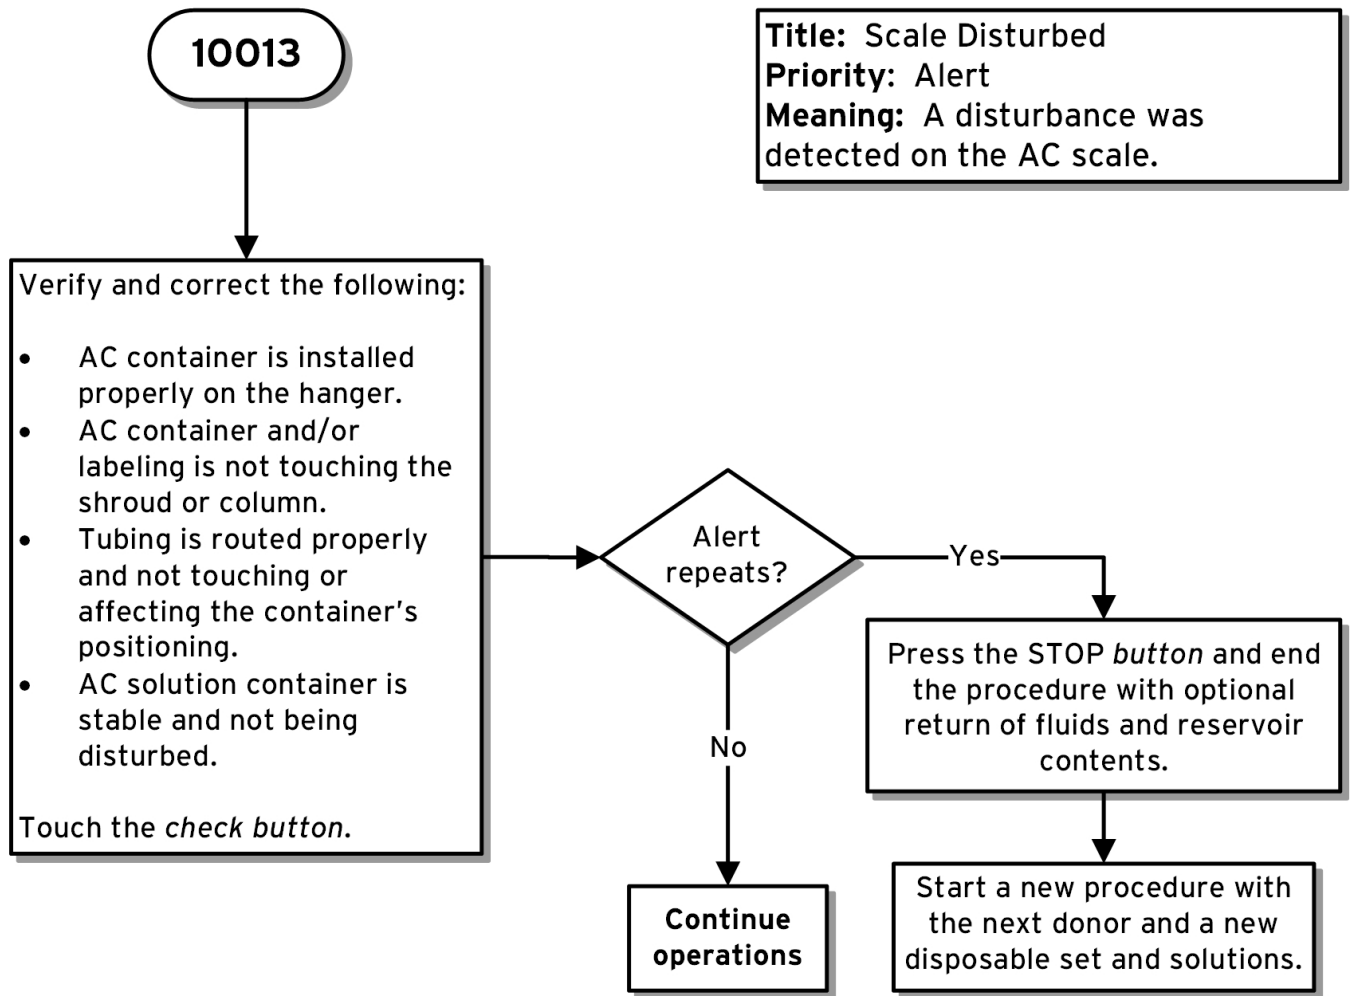 10013
Title: Scale Disturbed
Priority: Alert
Meaning: A disturbance was
detected on the AC scale.
Verify and correct the following:
• AC container is installed
properly on the hanger.
• AC container and/or
labeling is not touching the
shroud or column.
• Tubing is routed properly
and not touching or
affecting the container's
positioning.
• AC solution container is
stable and not being
disturbed.
Touch the check button.
Alert
repeats?
Yes
No
Press the STOP button and end
the procedure with optional
return of fluids and reservoir
contents.
Continue
operations
Start a new procedure with
the next donor and a new
disposable set and solutions.